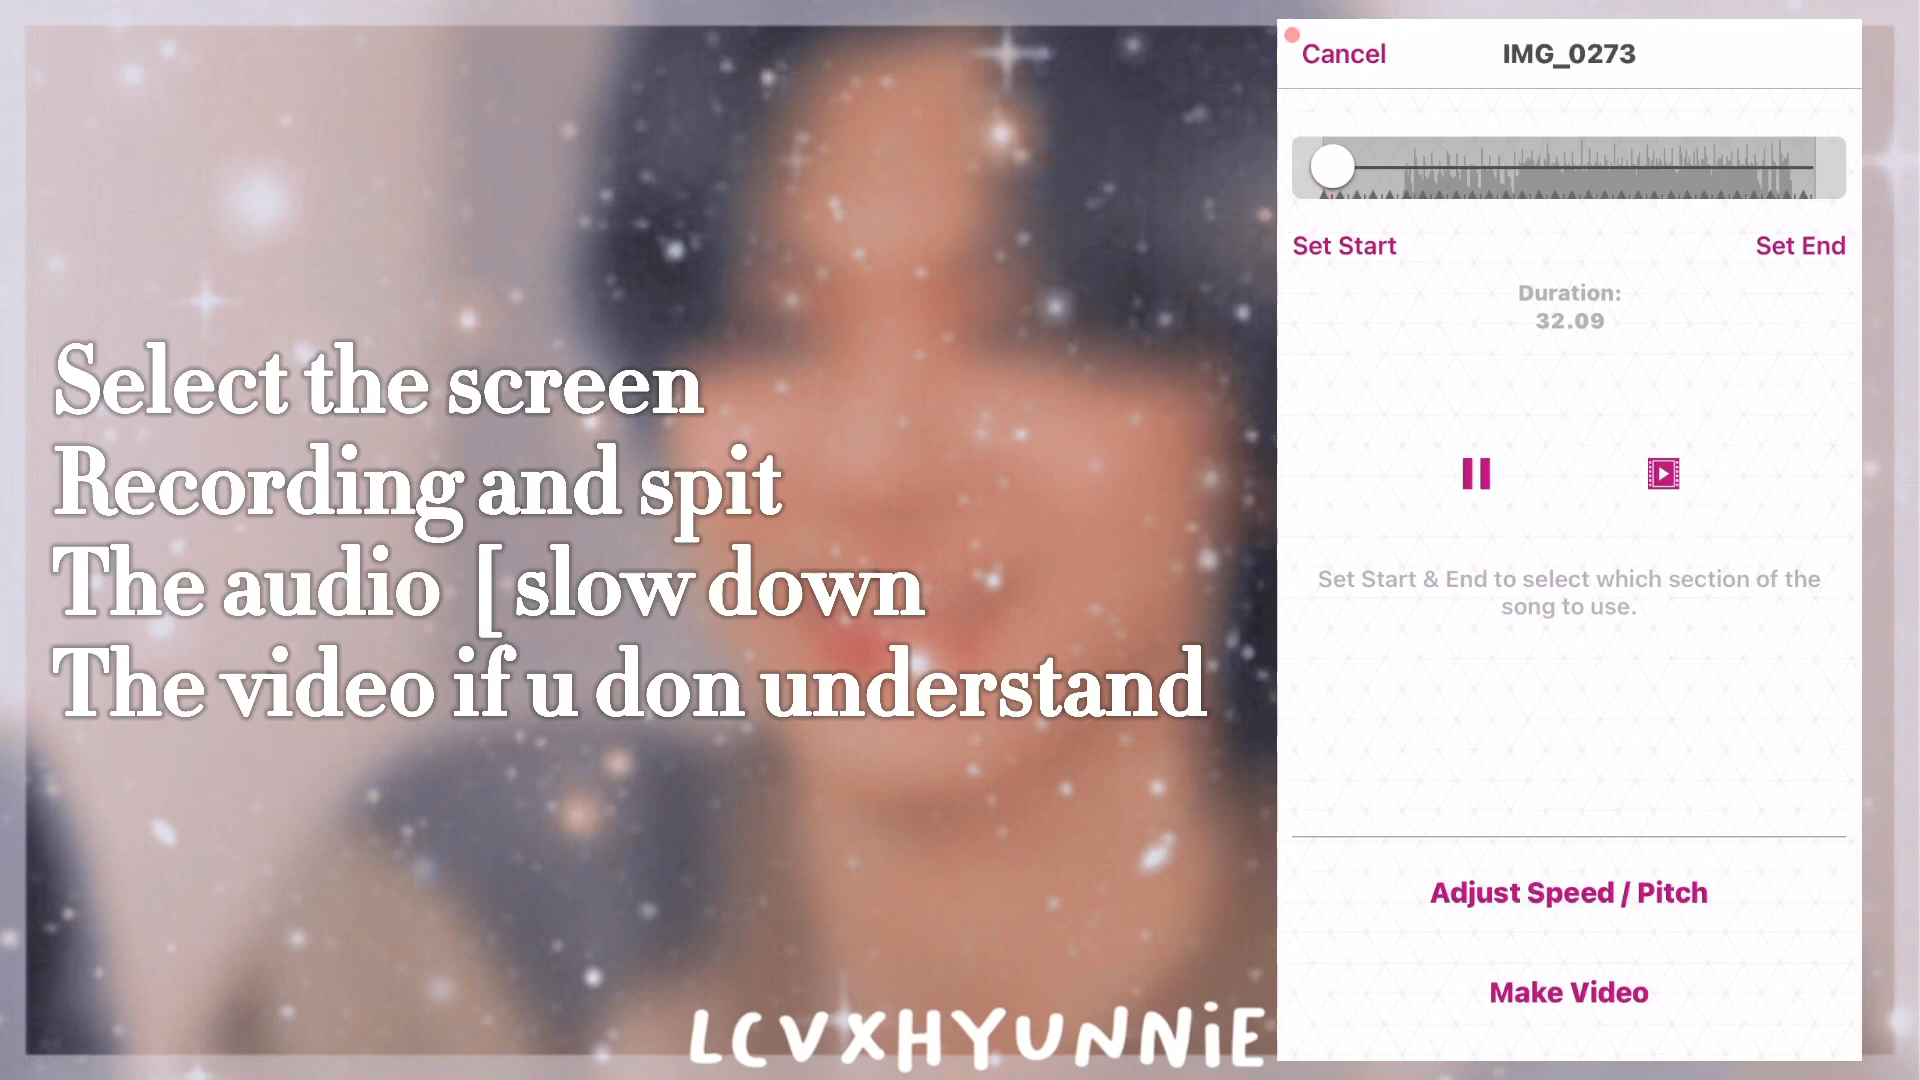 Select the screen
Recording and spit
The audio [ slow down
The video if u don understand
LCVXHYUNNiE
Cancel
IMG_0273
Set Start
Set End
Duration:
32.09
Set Start & End to select which section of the
song to use.
Adjust Speed / Pitch
Make Video